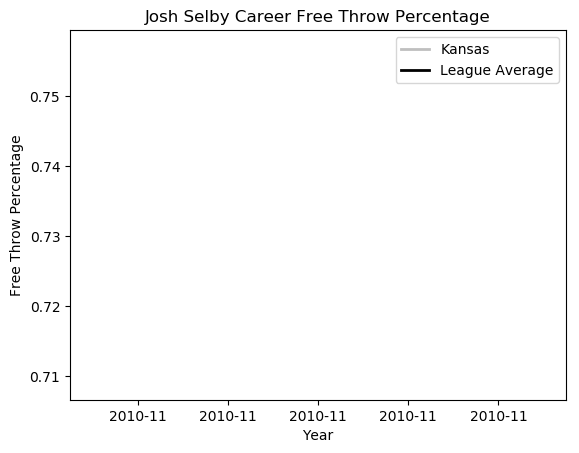 Josh Selby Career Free Throw Percentage
Kansas
League Average
0.75
0.74
0.73
0.72
0.71
Free Throw Percentage
2010-11 2010-11 2010-11 2010-11 2010-11
Year